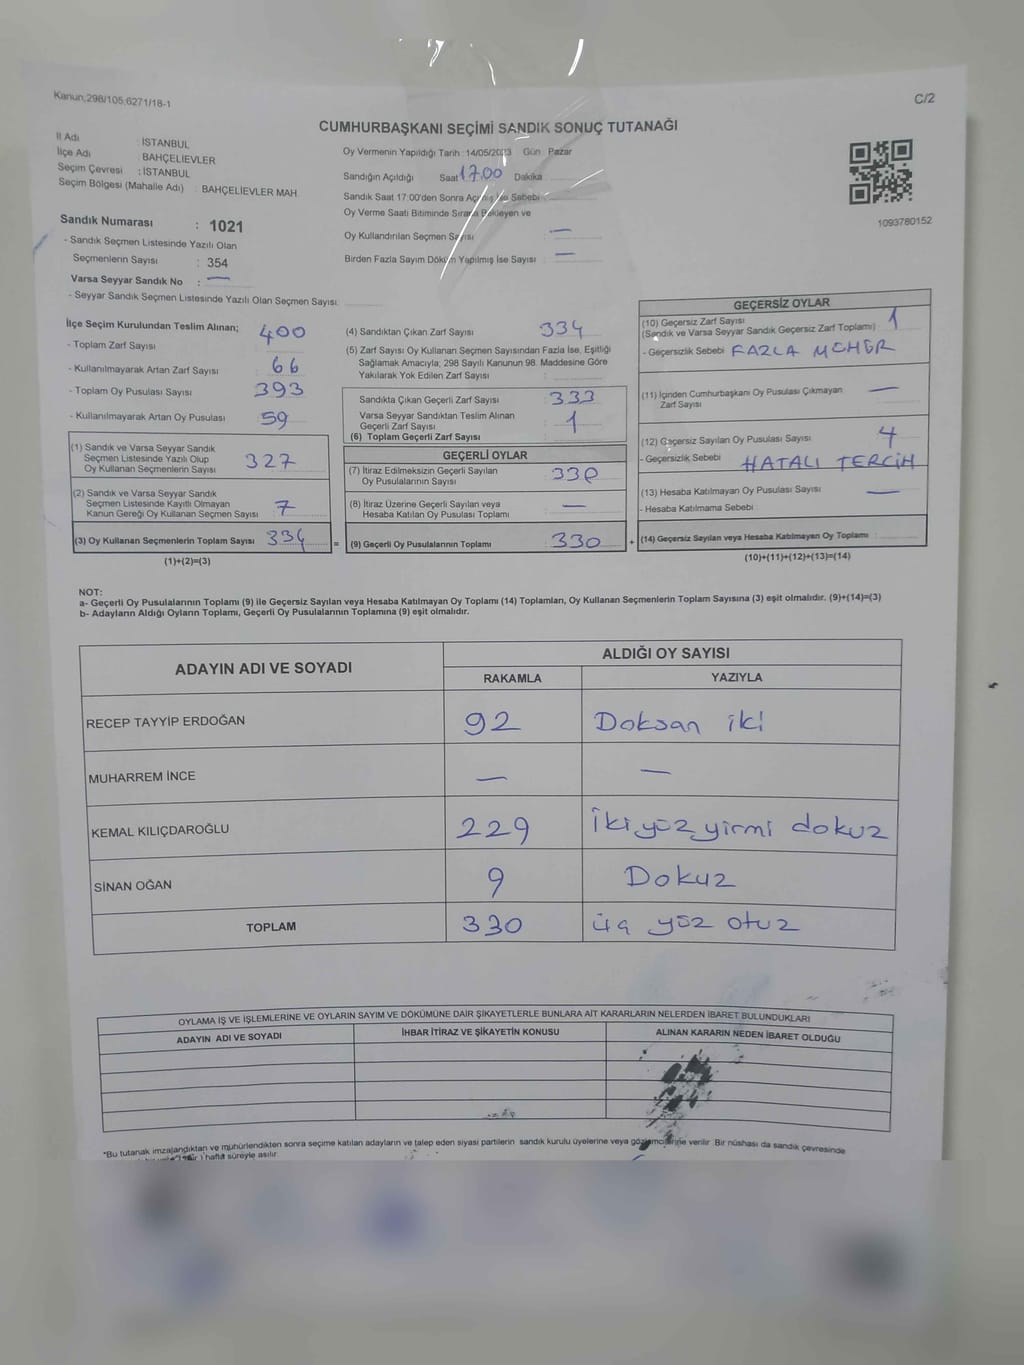 Kanun,298/105,6271/18-1
C/2
CUMHURBAŞKANI SEÇİMİ SANDIK SONUÇ TUTANAĞI
İl Adı : İSTANBUL
İlçe Adı : BAHÇELİEVLER
Seçim Çevresi : İSTANBUL
Seçim Bölgesi (Mahalle Adı) : BAHÇELİEVLER MAH.
Sandık Numarası : 1021
- Sandık Seçmen Listesinde Yazılı Olan
Seçmenlerin Sayısı : 354
Varsa Seyyar Sandık No : —
- Seyyar Sandık Seçmen Listesinde Yazılı Olan Seçmen Sayısı:
Oy Vermenin Yapıldığı Tarih : 14/05/2023 Gün : Pazar
Sandığın Açıldığı Saat 17.00 Dakika
Sandık Saat 17:00'den Sonra Sebebi
Oy Verme Saati Bitiminde Sırada Bekleyen ve
Oy Kullandırılan Seçmen Sayısı : —
Birden Fazla Sayım Döküm Yapılmış İse Sayısı : —
1093780152
İlçe Seçim Kurulundan Teslim Alınan;
- Toplam Zarf Sayısı : 400
- Kullanılmayarak Artan Zarf Sayısı : 66
- Toplam Oy Pusulası Sayısı : 393
- Kullanılmayarak Artan Oy Pusulası : 59
(1) Sandık ve Varsa Seyyar Sandık
Seçmen Listesinde Yazılı Olup
Oy Kullanan Seçmenlerin Sayısı : 327
(2) Sandık ve Varsa Seyyar Sandık
Seçmen Listesinde Kayıtlı Olmayan
Kanun Gereği Oy Kullanan Seçmen Sayısı : 7
(3) Oy Kullanan Seçmenlerin Toplam Sayısı : 334
(1)+(2)=(3)
=
(4) Sandıktan Çıkan Zarf Sayısı : 334
(5) Zarf Sayısı Oy Kullanan Seçmen Sayısından Fazla İse, Eşitliği
Sağlamak Amacıyla, 298 Sayılı Kanunun 98. Maddesine Göre
Yakılarak Yok Edilen Zarf Sayısı :
Sandıkta Çıkan Geçerli Zarf Sayısı : 333
Varsa Seyyar Sandıktan Teslim Alınan
Geçerli Zarf Sayısı : 1
(6) Toplam Geçerli Zarf Sayısı :
GEÇERLİ OYLAR
(7) İtiraz Edilmeksizin Geçerli Sayılan
Oy Pusulalarının Sayısı : 330
(8) İtiraz Üzerine Geçerli Sayılan veya
Hesaba Katılan Oy Pusulası Toplamı : —
(9) Geçerli Oy Pusulalarının Toplamı : 330
+
GEÇERSİZ OYLAR
(10) Geçersiz Zarf Sayısı
(Sandık ve Varsa Seyyar Sandık Geçersiz Zarf Toplamı) : 1
- Geçersizlik Sebebi : FAZLA MÜHÜR
(11) İçinden Cumhurbaşkanı Oy Pusulası Çıkmayan
Zarf Sayısı : —
(12) Geçersiz Sayılan Oy Pusulası Sayısı : 4
- Geçersizlik Sebebi : HATALI TERCİH
(13) Hesaba Katılmayan Oy Pusulası Sayısı : —
- Hesaba Katılmama Sebebi :
(14) Geçersiz Sayılan veya Hesaba Katılmayan Oy Toplamı :
(10)+(11)+(12)+(13)=(14)
NOT:
a- Geçerli Oy Pusulalarının Toplamı (9) ile Geçersiz Sayılan veya Hesaba Katılmayan Oy Toplamı (14) Toplamları, Oy Kullanan Seçmenlerin Toplam Sayısına (3) eşit olmalıdır. (9)+(14)=(3)
b- Adayların Aldığı Oyların Toplamı, Geçerli Oy Pusulalarının Toplamına (9) eşit olmalıdır.
ADAYIN ADI VE SOYADI
ALDIĞI OY SAYISI
RAKAMLA YAZIYLA
RECEP TAYYİP ERDOĞAN 92 Doksan iki
MUHARREM İNCE — —
KEMAL KILIÇDAROĞLU 229 İkiyüz yirmi dokuz
SİNAN OĞAN 9 Dokuz
TOPLAM 330 üç yüz otuz
OYLAMA İŞ VE İŞLEMLERİNE VE OYLARIN SAYIM VE DÖKÜMÜNE DAİR ŞİKAYETLERLE BUNLARA AİT KARARLARIN NELERDEN İBARET BULUNDUKLARI
ADAYIN ADI VE SOYADI İHBAR İTİRAZ VE ŞİKAYETİN KONUSU ALINAN KARARIN NEDEN İBARET OLDUĞU
*Bu tutanak imzalandıktan ve mühürlendikten sonra seçime katılan adayların ve talep eden siyasi partilerin sandık kurulu üyelerine veya gözlemcilerine verilir. Bir nüshası da sandık çevresinde
) hafta süreyle asılır.